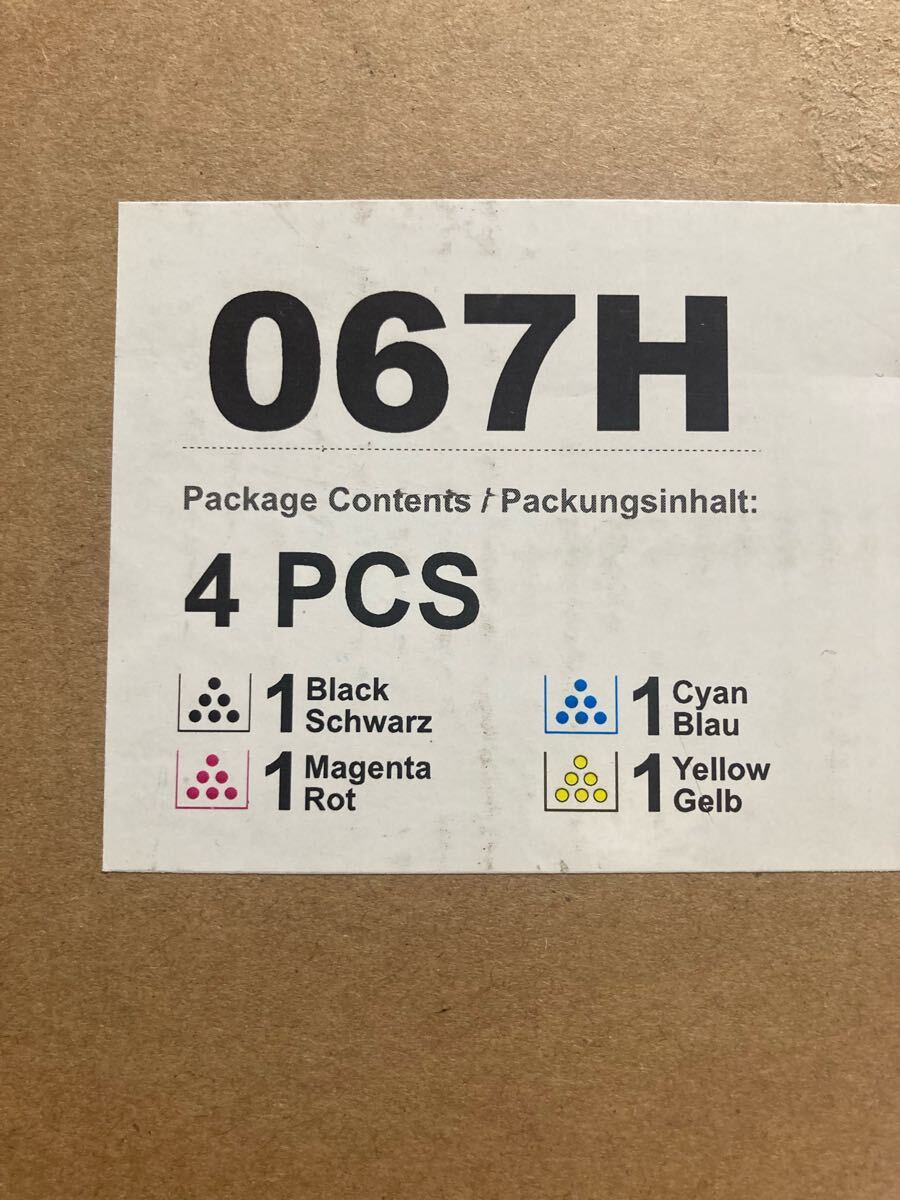 067H
Package Contents / Packungsinhalt:
4 PCS
1 Black
Schwarz
1 Cyan
Blau
1 Magenta
Rot
1 Yellow
Gelb